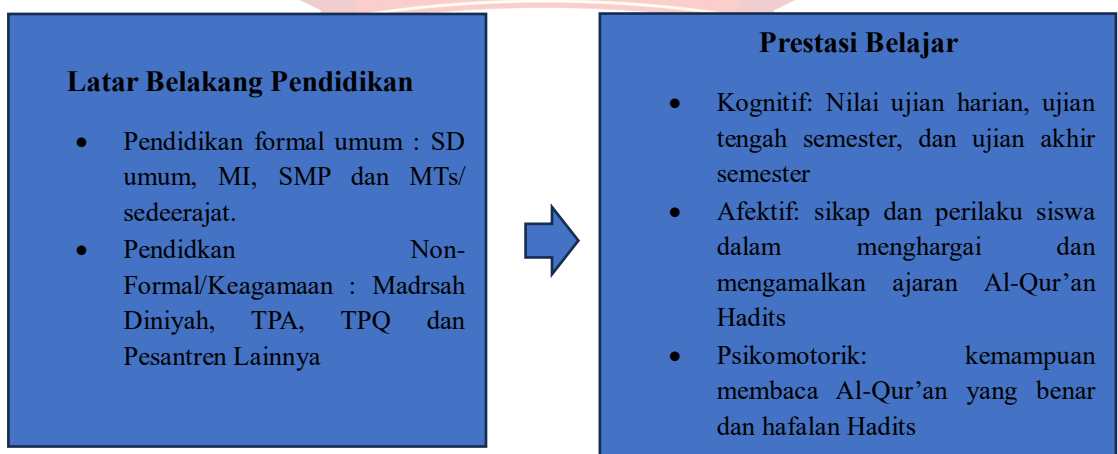 Latar Belakang Pendidikan
• Pendidikan formal umum : SD
umum, MI, SMP dan MTs/
sedeerajat.
• Pendidkan Non-
Formal/Keagamaan : Madrsah
Diniyah, TPA, TPQ dan
Pesantren Lainnya
Prestasi Belajar
• Kognitif: Nilai ujian harian, ujian
tengah semester, dan ujian akhir
semester
• Afektif: sikap dan perilaku siswa
dalam menghargai dan
mengamalkan ajaran Al-Qur’an
Hadits
• Psikomotorik: kemampuan
membaca Al-Qur’an yang benar
dan hafalan Hadits